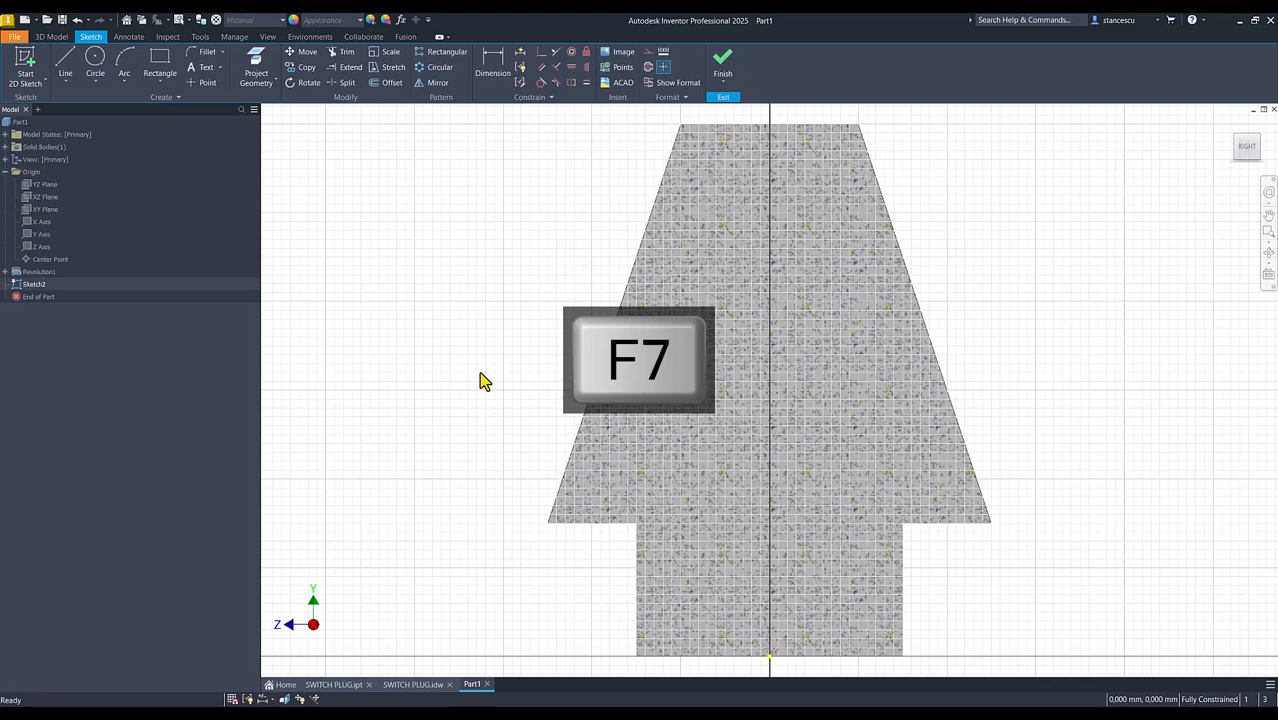 Material
Appearance
Autodesk Inventor Professional 2025 Part1
Search Help & Commands...
stancescu
File
3D Model
Sketch
Annotate
Inspect
Tools
Manage
View
Environments
Collaborate
Fusion
Start
2D Sketch
Line
Circle
Arc
Rectangle
Fillet
Text
Point
Project
Geometry
Move
Copy
Rotate
Trim
Extend
Split
Scale
Stretch
Offset
Rectangular
Circular
Mirror
Dimension
Image
Points
ACAD
Show Format
Finish
Sketch
Create
Modify
Pattern
Constrain
Insert
Format
Exit
Model
Part1
Model States: [Primary]
Solid Bodies(1)
View: [Primary]
Origin
YZ Plane
XZ Plane
XY Plane
X Axis
Y Axis
Z Axis
Center Point
Revolution1
Sketch2
End of Part
RIGHT
F7
Y
Z
Home
SWITCH PLUG.ipt
SWITCH PLUG.idw
Part1
Ready
0,000 mm, 0,000 mm
Fully Constrained
1
3